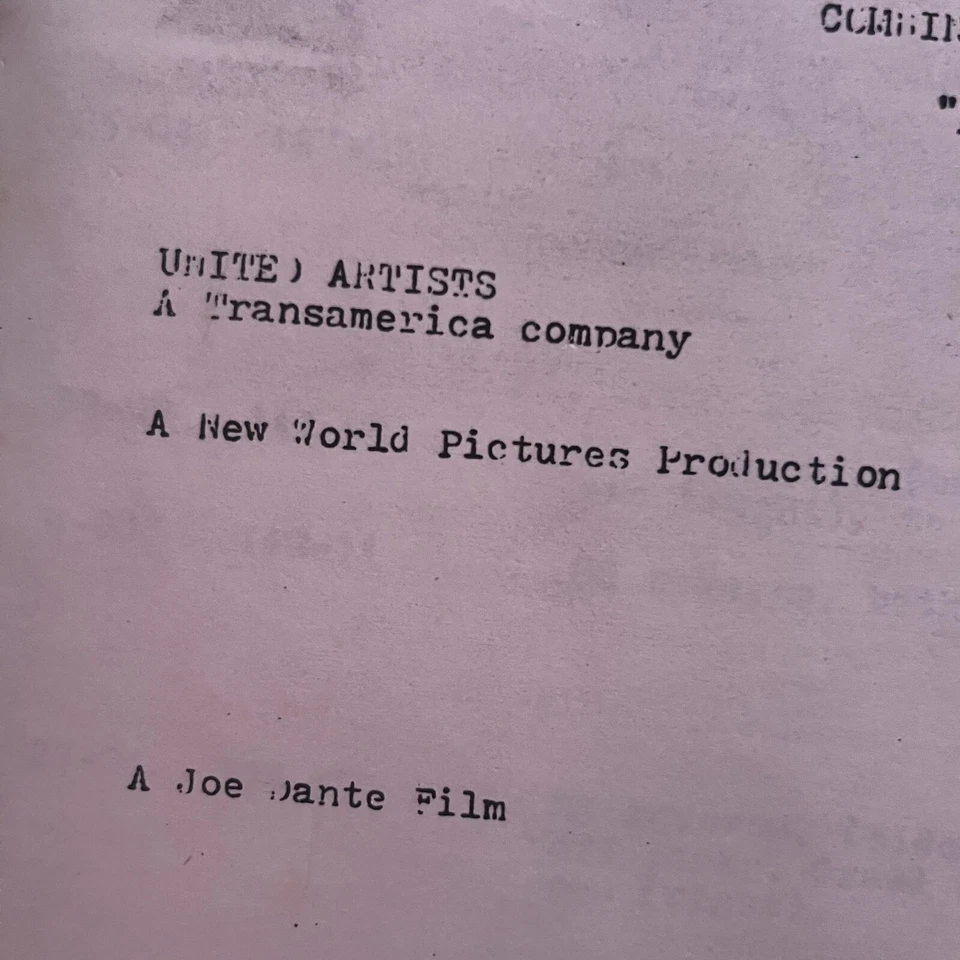 UNITED ARTISTS
A Transamerica company
A New World Pictures Production
A Joe Dante Film